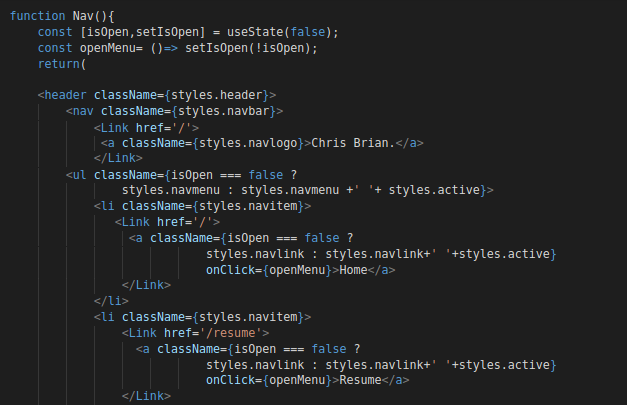 function Nav(){
const [isOpen,setIsOpen] = useState(false);
const openMenu= ()=> setIsOpen(!isOpen);
return(
<header className={styles.header}>
<nav className={styles.navbar}>
<Link href='/'>
<a className={styles.navlogo}>Chris Brian.</a>
</Link>
<ul className={isOpen === false ?
styles.navmenu : styles.navmenu +' '+ styles.active}>
<li className={styles.navitem}>
<Link href='/'>
<a className={isOpen === false ?
styles.navlink : styles.navlink+' '+styles.active}
onClick={openMenu}>Home</a>
</Link>
</li>
<li className={styles.navitem}>
<Link href='/resume'>
<a className={isOpen === false ?
styles.navlink : styles.navlink+' '+styles.active}
onClick={openMenu}>Resume</a>
</Link>